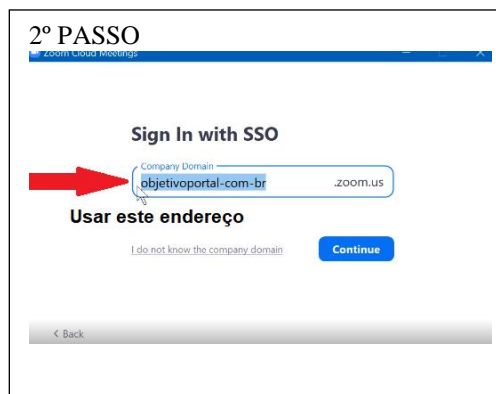 2º PASSO
Zoom Cloud Meetings
Sign In with SSO
Company Domain
objetivoportal-com-br .zoom.us
Usar este endereço
I do not know the company domain Continue
< Back